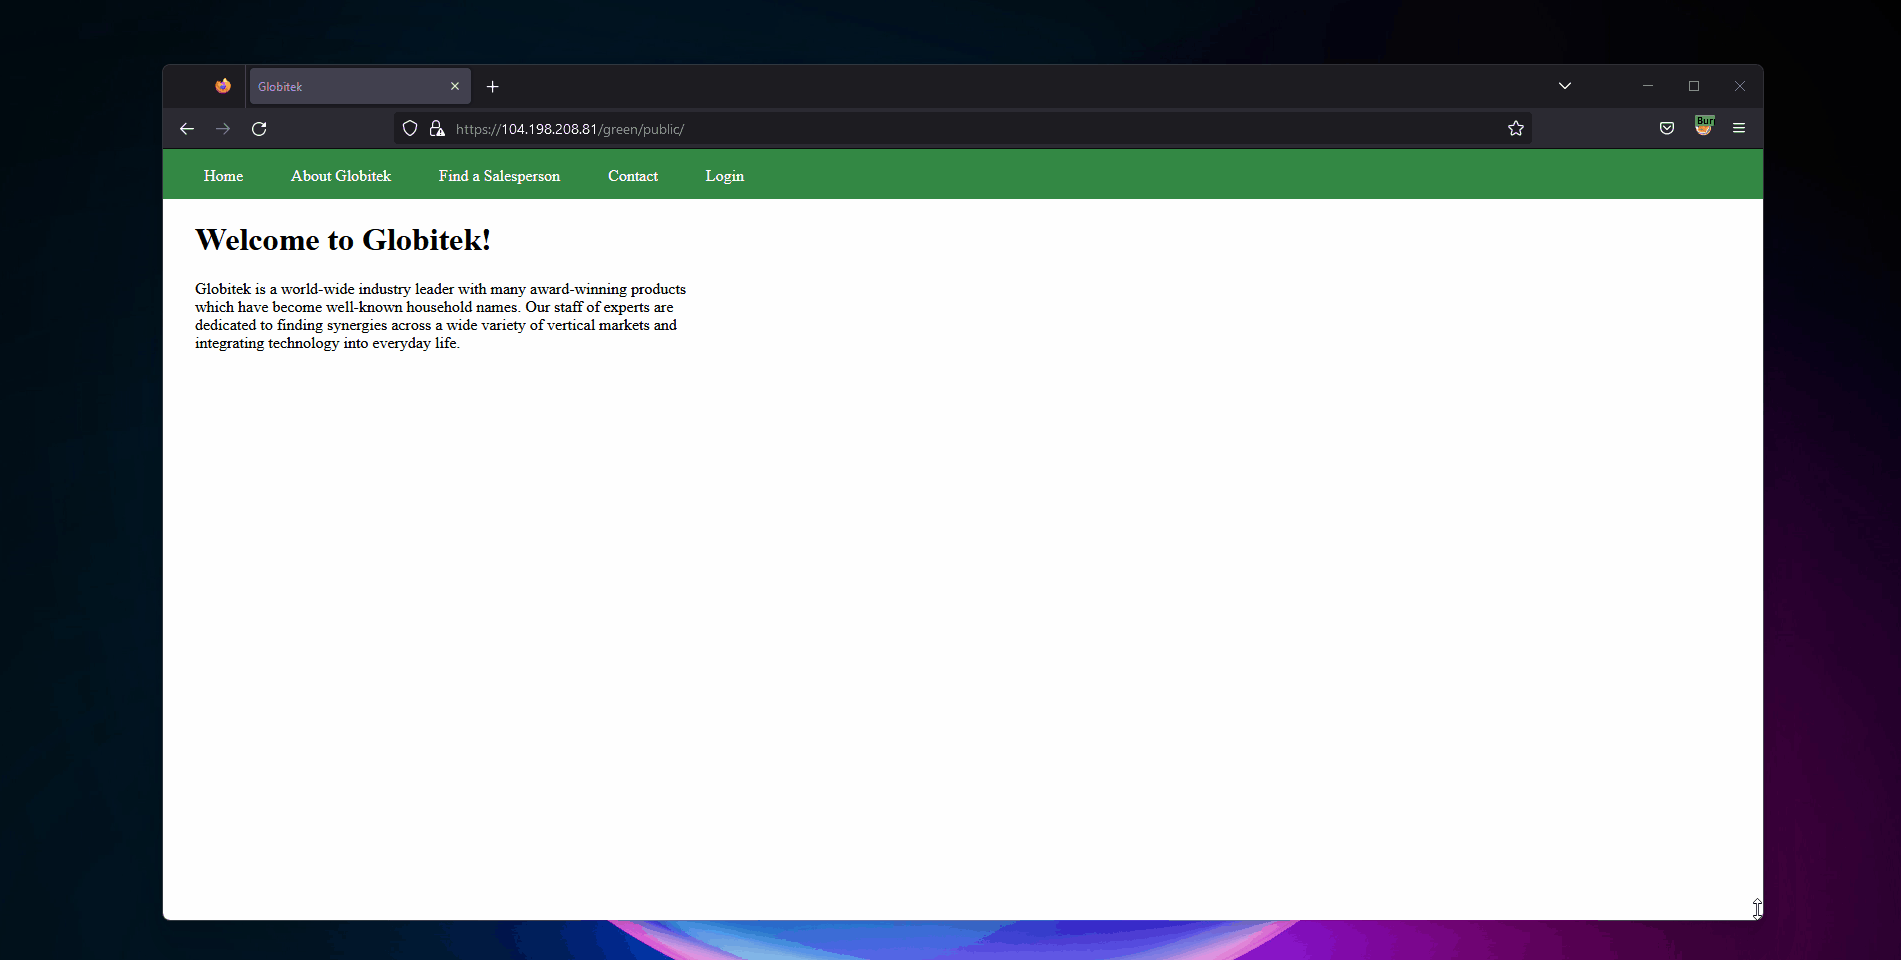 Globitek
https://104.198.208.81/green/public/
Bur
Home About Globitek Find a Salesperson Contact Login
Welcome to Globitek!
Globitek is a world-wide industry leader with many award-winning products
which have become well-known household names. Our staff of experts are
dedicated to finding synergies across a wide variety of vertical markets and
integrating technology into everyday life.